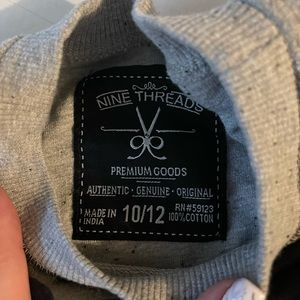 NINE THREADS
PREMIUM GOODS
AUTHENTIC · GENUINE · ORIGINAL
MADE IN INDIA 10/12 RN#59123 100% COTTON